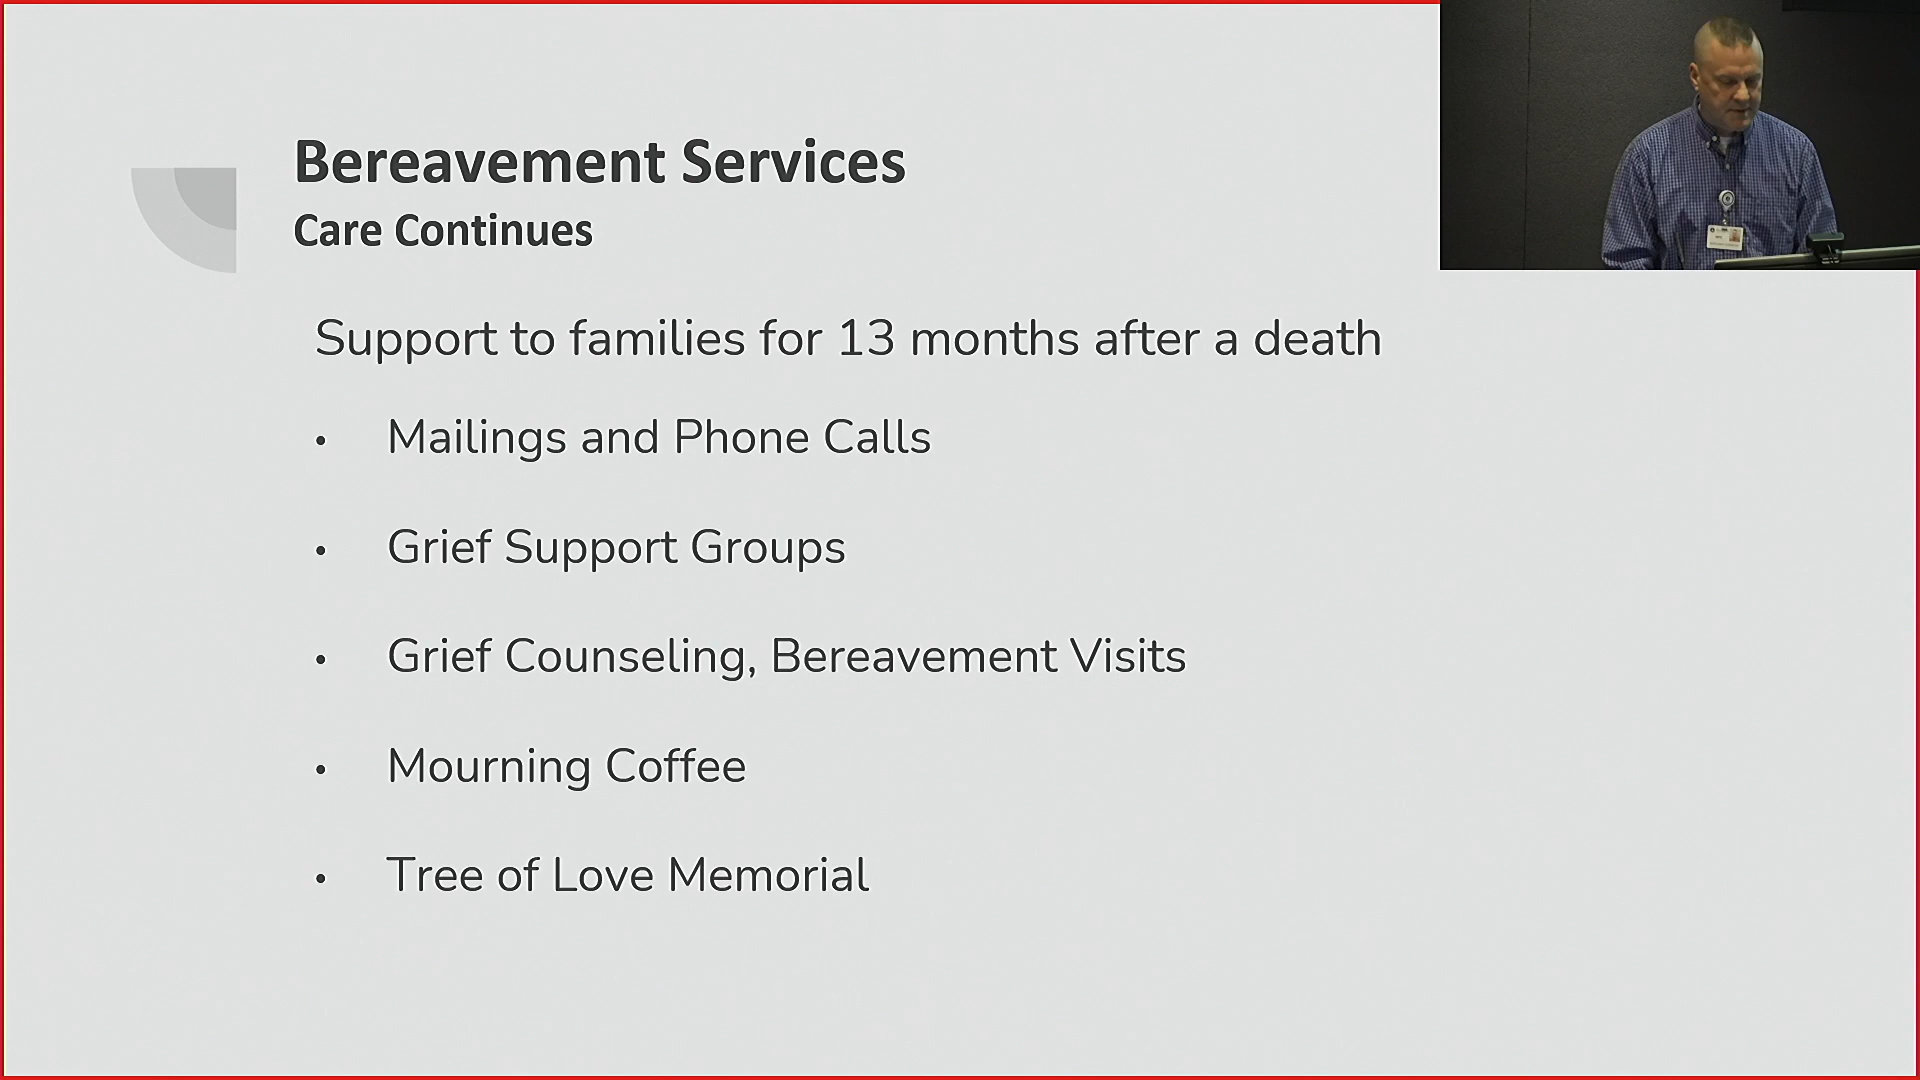 Bereavement Services
Care Continues
Support to families for 13 months after a death
• Mailings and Phone Calls
• Grief Support Groups
• Grief Counseling, Bereavement Visits
• Mourning Coffee
• Tree of Love Memorial